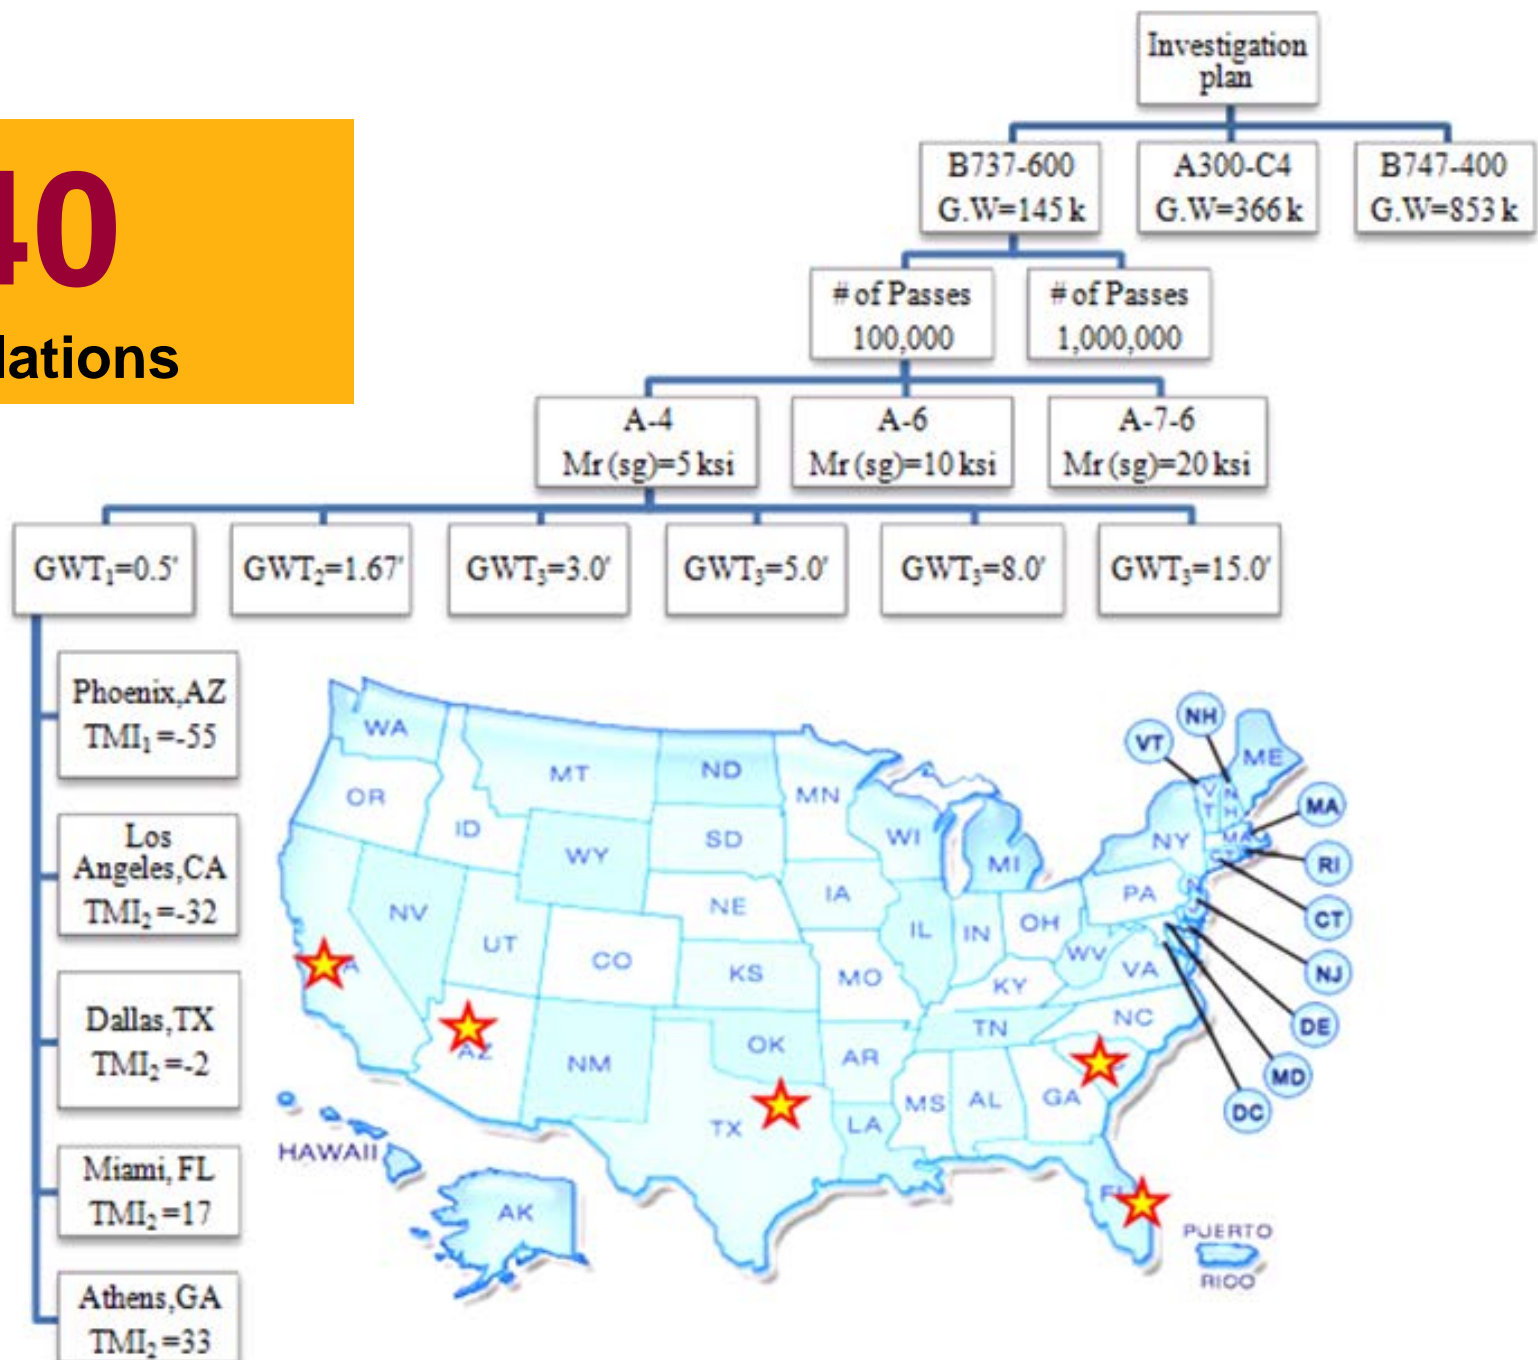 Investigation
plan
40
lations
B737-600
G.W=145 k
A300-C4
G.W=366 k
B747-400
G.W=853 k
# of Passes
100,000
# of Passes
1,000,000
A-4
Mr (sg)=5 ksi
A-6
Mr (sg)=10 ksi
A-7-6
Mr (sg)=20 ksi
GWT₁=0.5'
GWT₂=1.67'
GWT₃=3.0'
GWT₃=5.0'
GWT₃=8.0'
GWT₃=15.0'
Phoenix,AZ
TMI₁ =-55
Los
Angeles,CA
TMI₂ =-32
Dallas,TX
TMI₂ =-2
Miami, FL
TMI₂ =17
Athens,GA
TMI₂ =33
WA
OR
ID
MT
ND
MN
SD
WY
NV
UT
CO
NE
IA
KS
MO
WI
MI
IL
IN
OH
KY
WV
VA
PA
NY
ME
VT
NH
VT
NH
MA
MA
RI
CT
CT
NJ
NJ
DE
MD
DC
NC
TN
A
AZ
NM
OK
AR
TX
LA
MS
AL
GA
HAWAII
AK
PUERTO
RICO